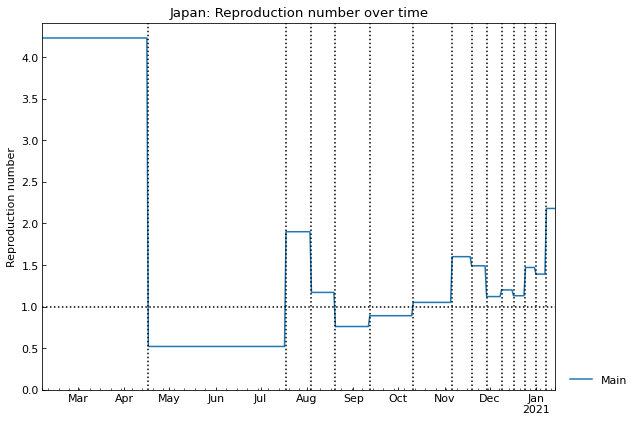 Japan: Reproduction number over time
Reproduction number
4.0
3.5
3.0
2.5
2.0
1.5
1.0
0.5
0.0
Mar Apr May Jun Jul Aug Sep Oct Nov Dec Jan
2021
Main